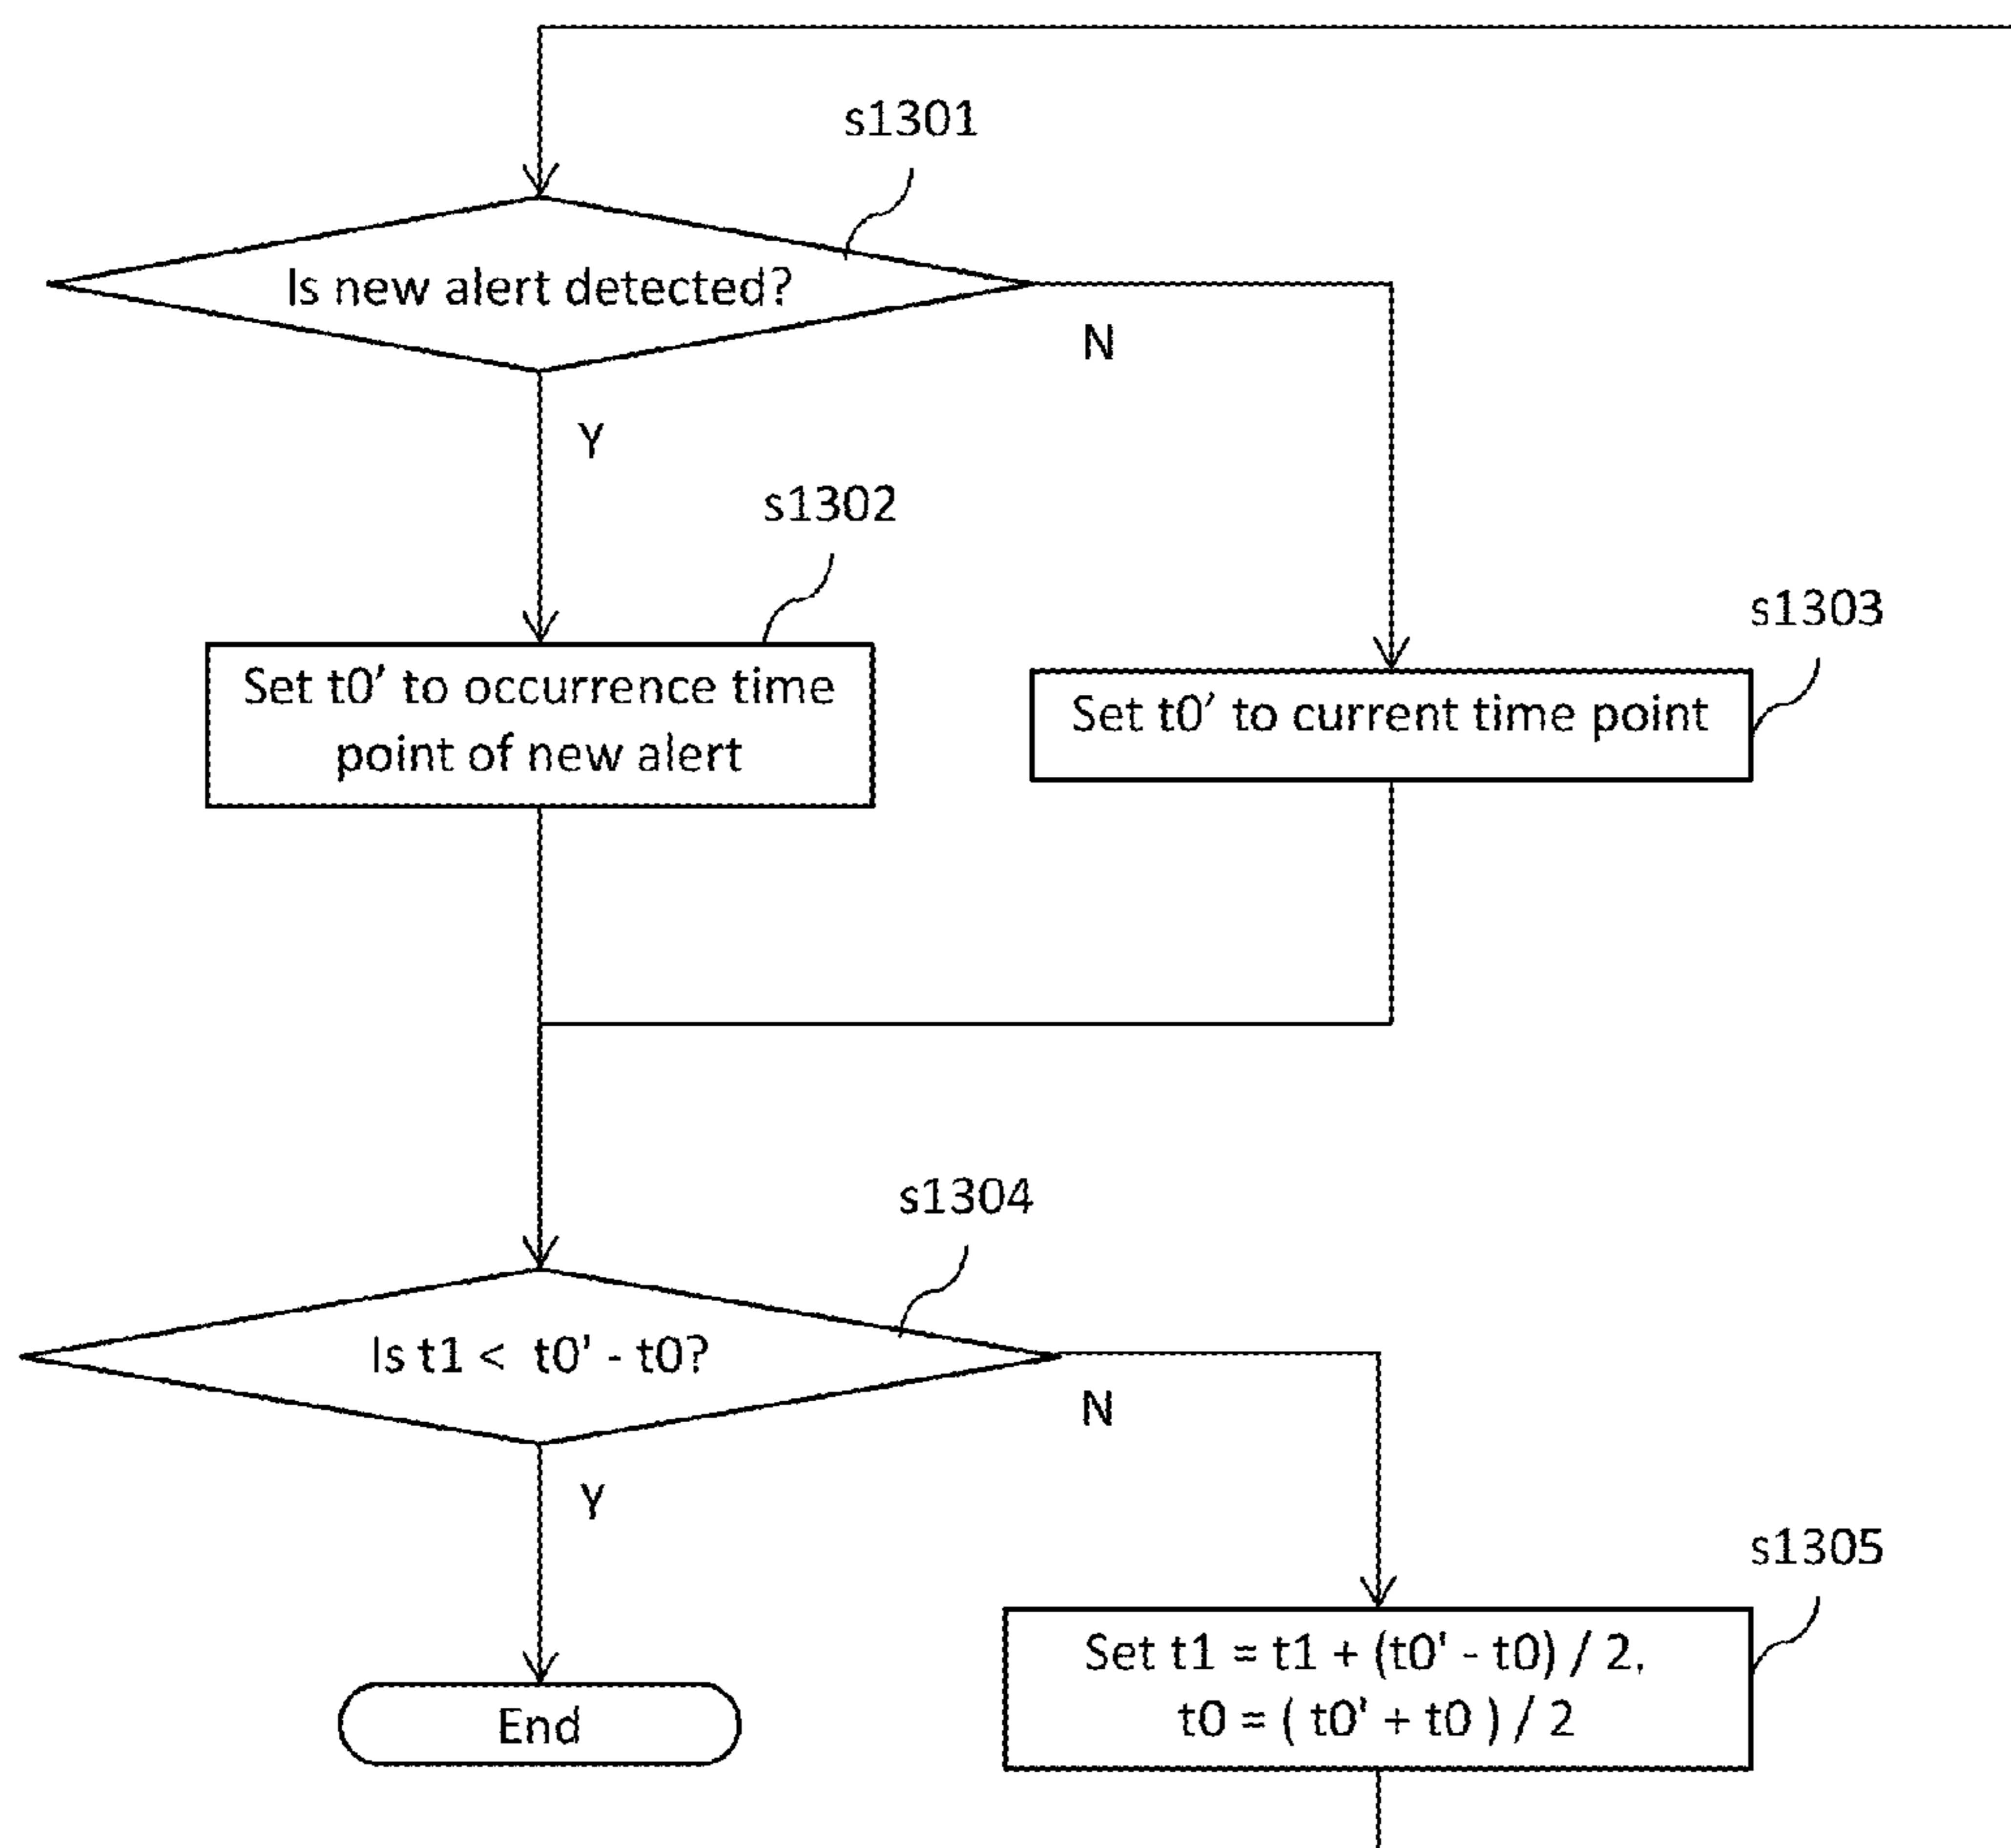 s1301
Is new alert detected?
N
Y
s1302
s1303
Set t0’ to occurrence time
point of new alert
Set t0’ to current time point
s1304
Is t1 < t0' - t0?
N
Y
s1305
Set t1 = t1 + (t0' - t0) / 2,
t0 = ( t0' + t0 ) / 2
End